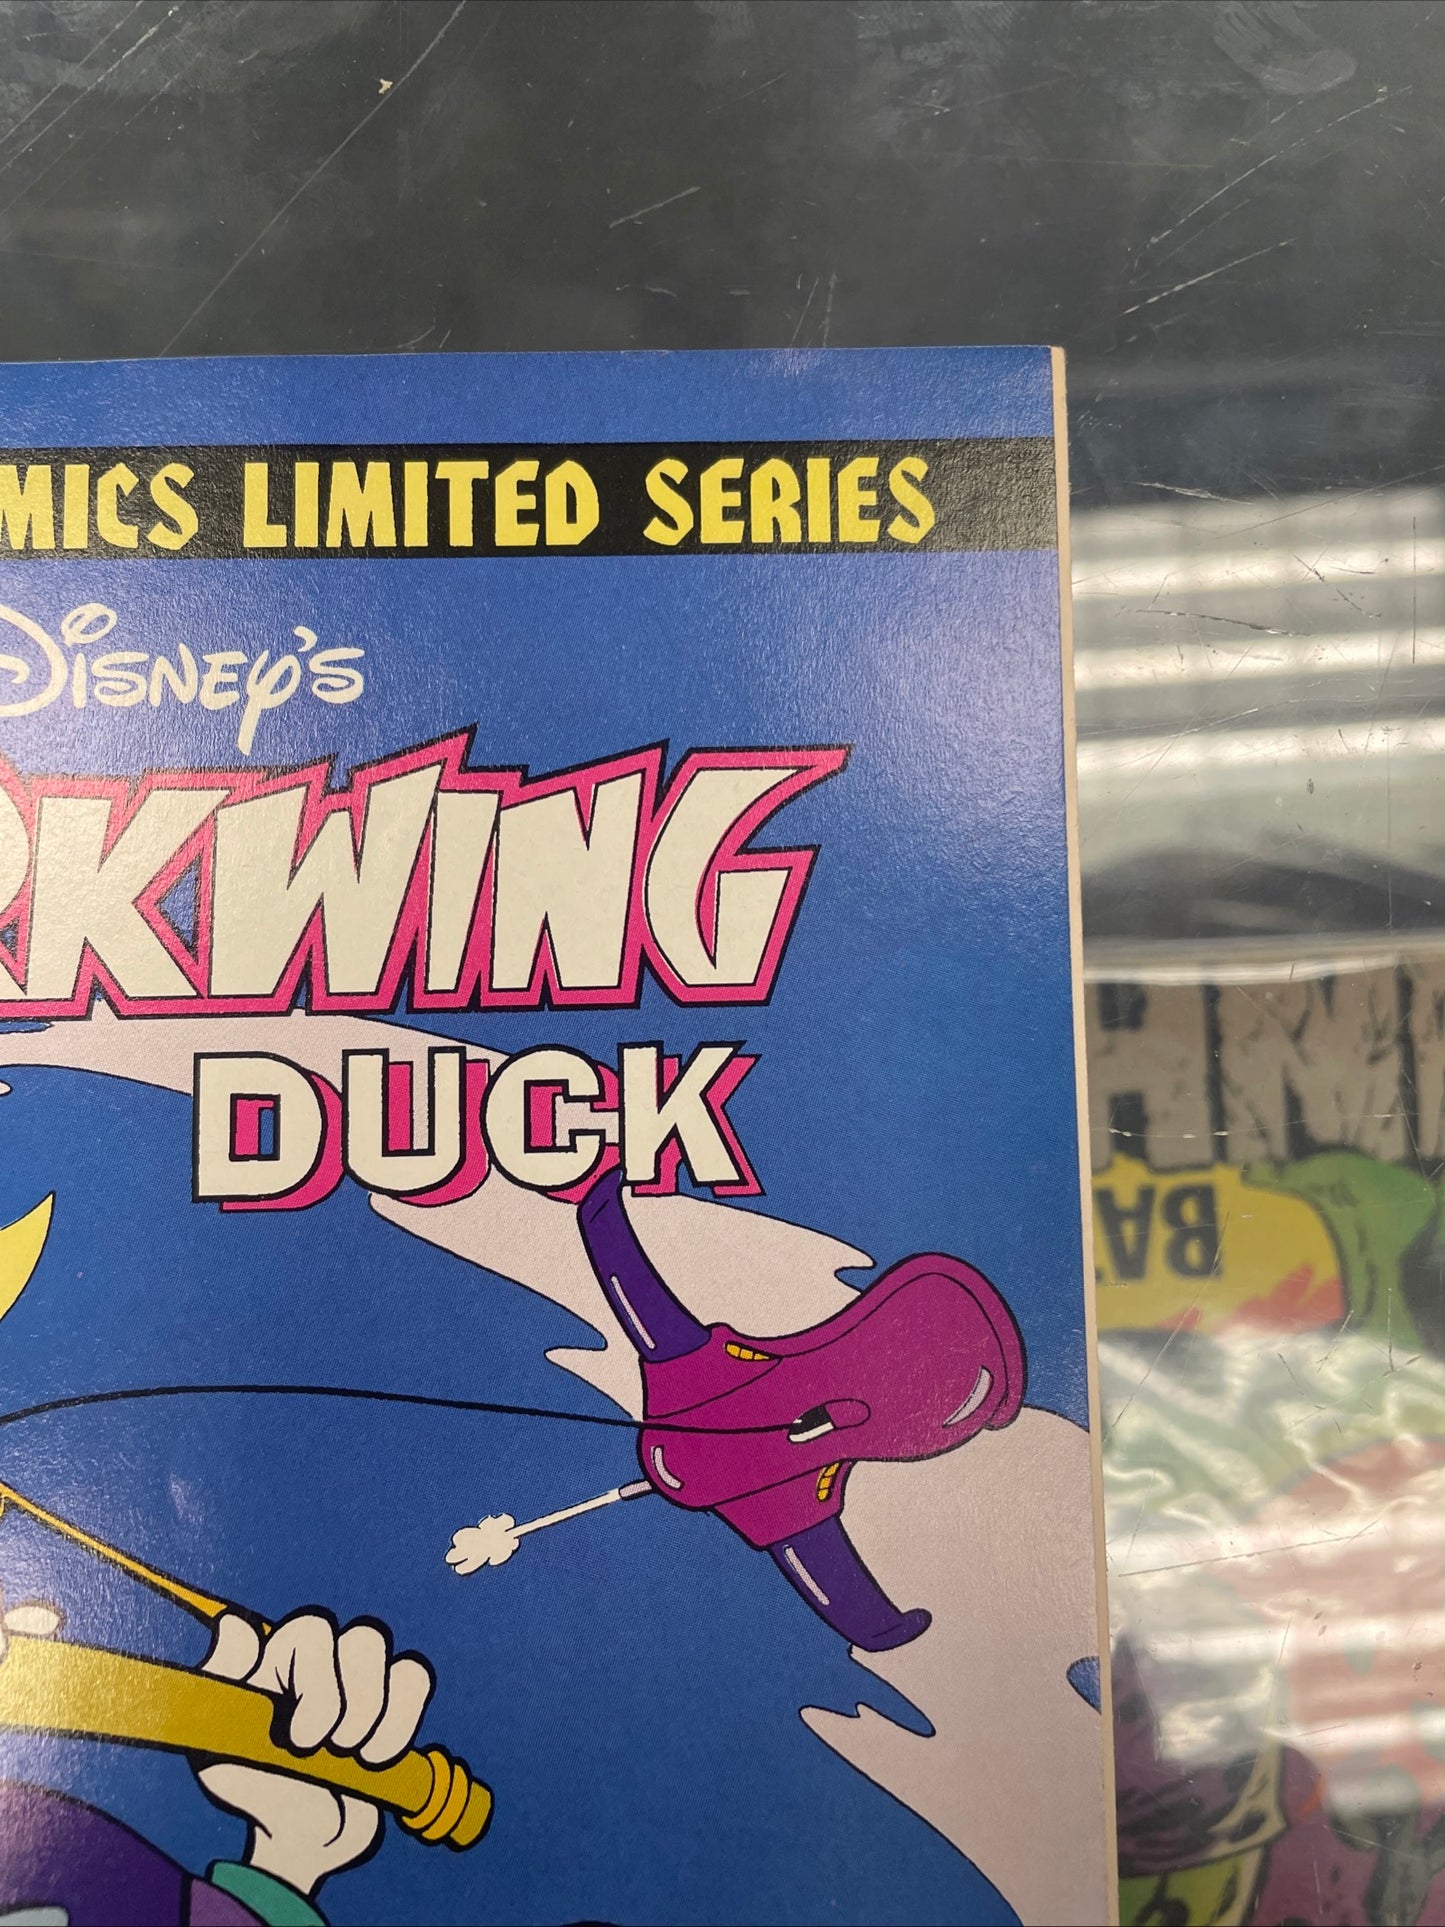 MICS LIMITED SERIES
DISNEY'S
RKWING
DUCK
BA